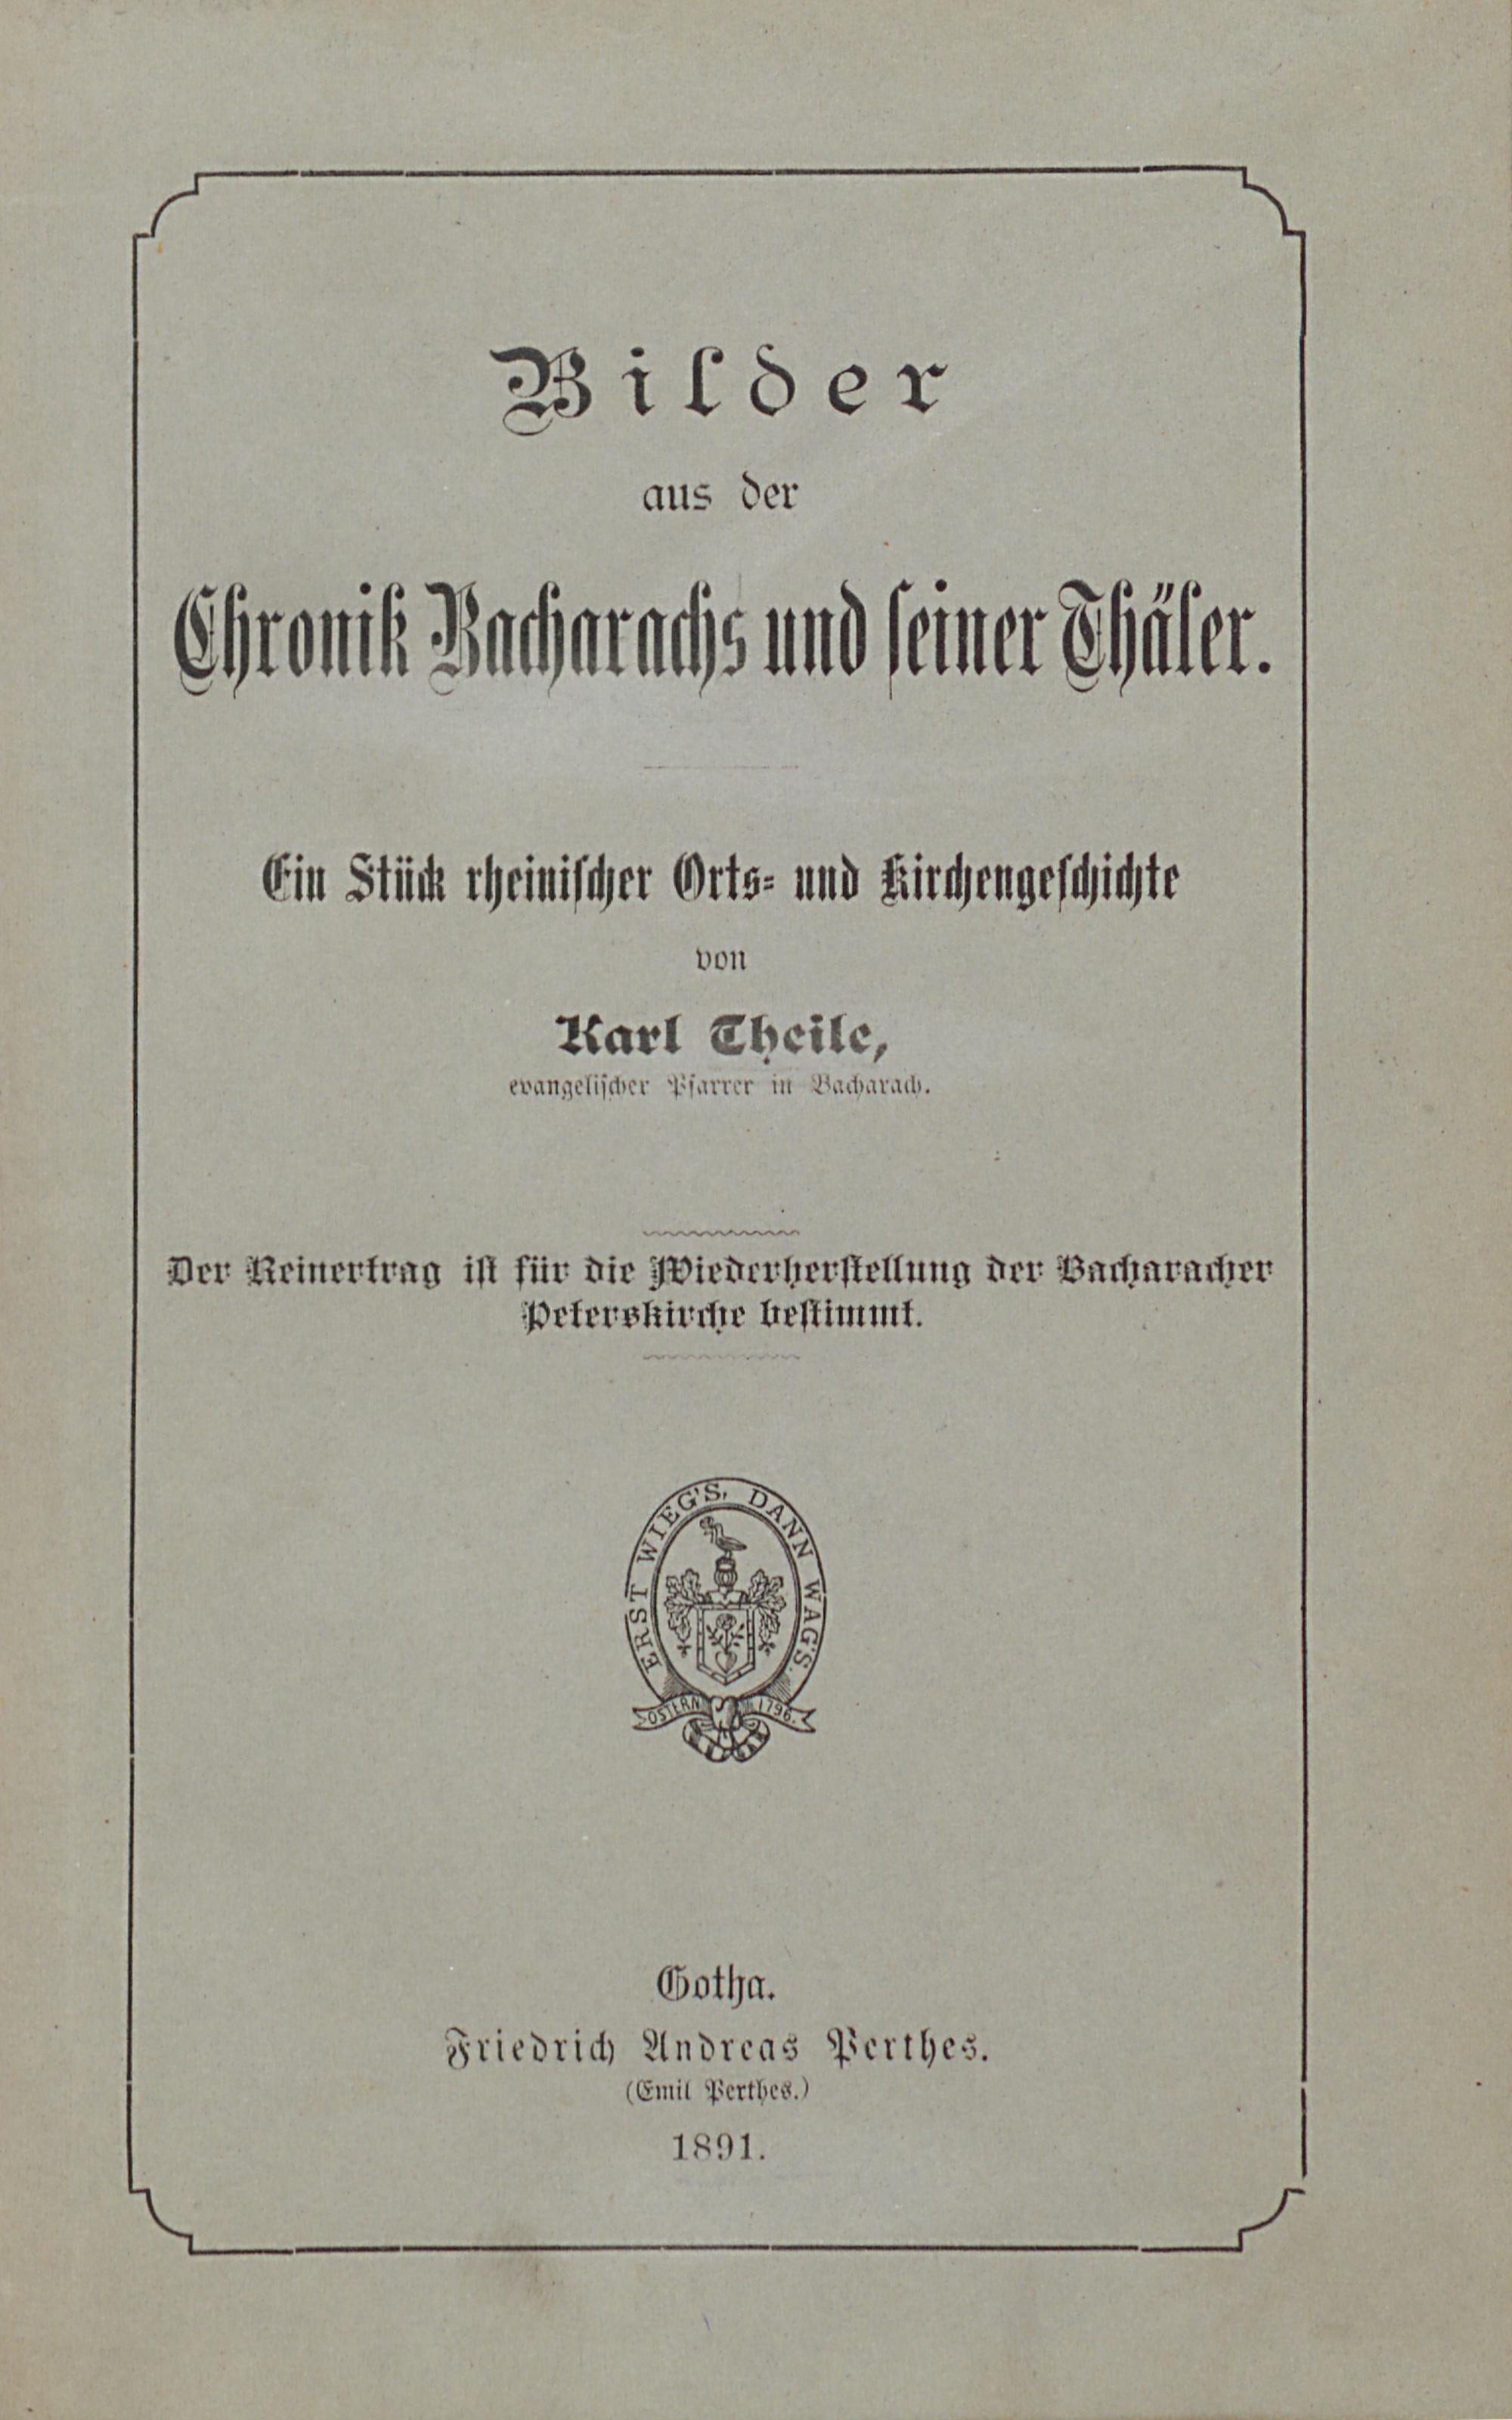 Bilder
aus der
Chronik Bacharachs und seiner Thäler.
Ein Stück rheinischer Orts- und Kirchengeschichte
von
Karl Theile,
evangelischer Pfarrer in Bacharach.
Der Reinertrag ist für die Wiederherstellung der Bacharacher
Peterskirche bestimmt.
ERST WIEG'S, DANN WAG'S.
OSTERN 1796.
Gotha.
Friedrich Andreas Perthes.
(Emil Perthes.)
1891.